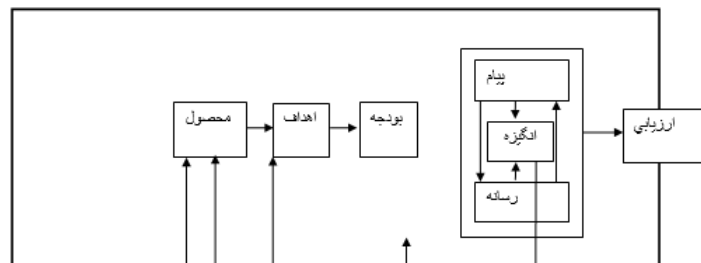 پیام
محصول
اهداف
بودجه
انگیزه
ارزیابی
رسانه